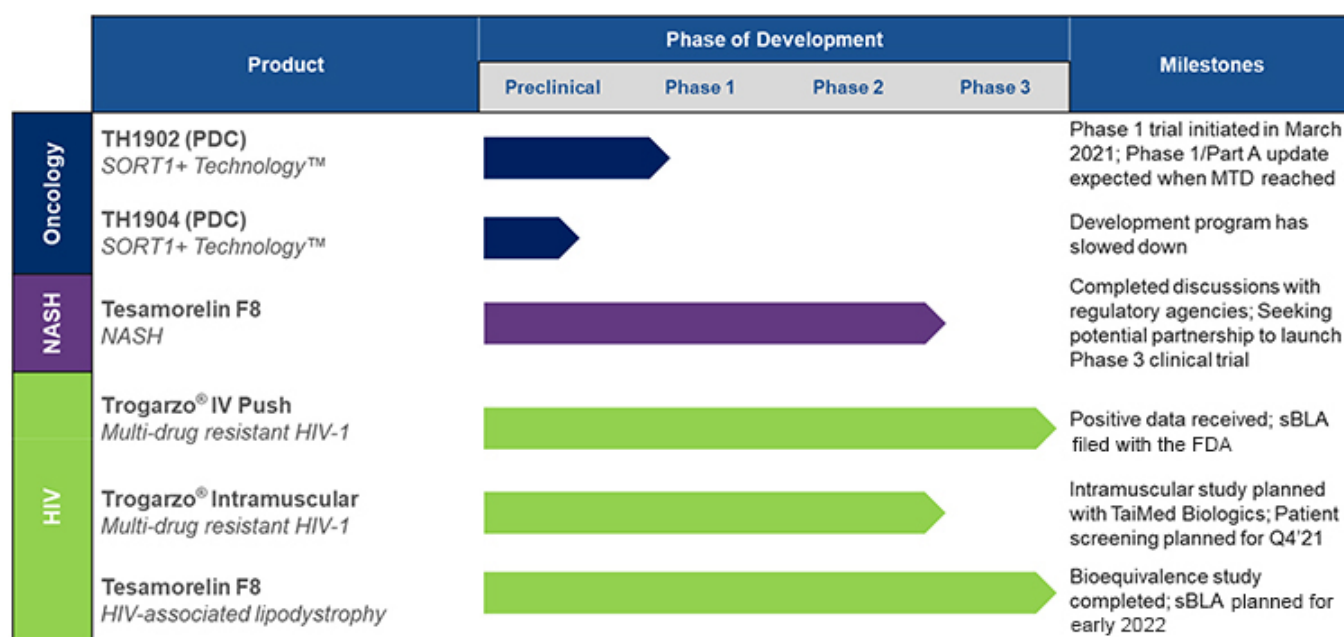 Product
Phase of Development
Milestones
Preclinical
Phase 1
Phase 2
Phase 3
Oncology
TH1902 (PDC)
SORT1+ Technology™
Phase 1 trial initiated in March
2021; Phase 1/Part A update
expected when MTD reached
TH1904 (PDC)
SORT1+ Technology™
Development program has
slowed down
NASH
Tesamorelin F8
NASH
Completed discussions with
regulatory agencies; Seeking
potential partnership to launch
Phase 3 clinical trial
HIV
Trogarzo® IV Push
Multi-drug resistant HIV-1
Positive data received; sBLA
filed with the FDA
Trogarzo® Intramuscular
Multi-drug resistant HIV-1
Intramuscular study planned
with TaiMed Biologics; Patient
screening planned for Q4'21
Tesamorelin F8
HIV-associated lipodystrophy
Bioequivalence study
completed; sBLA planned for
early 2022